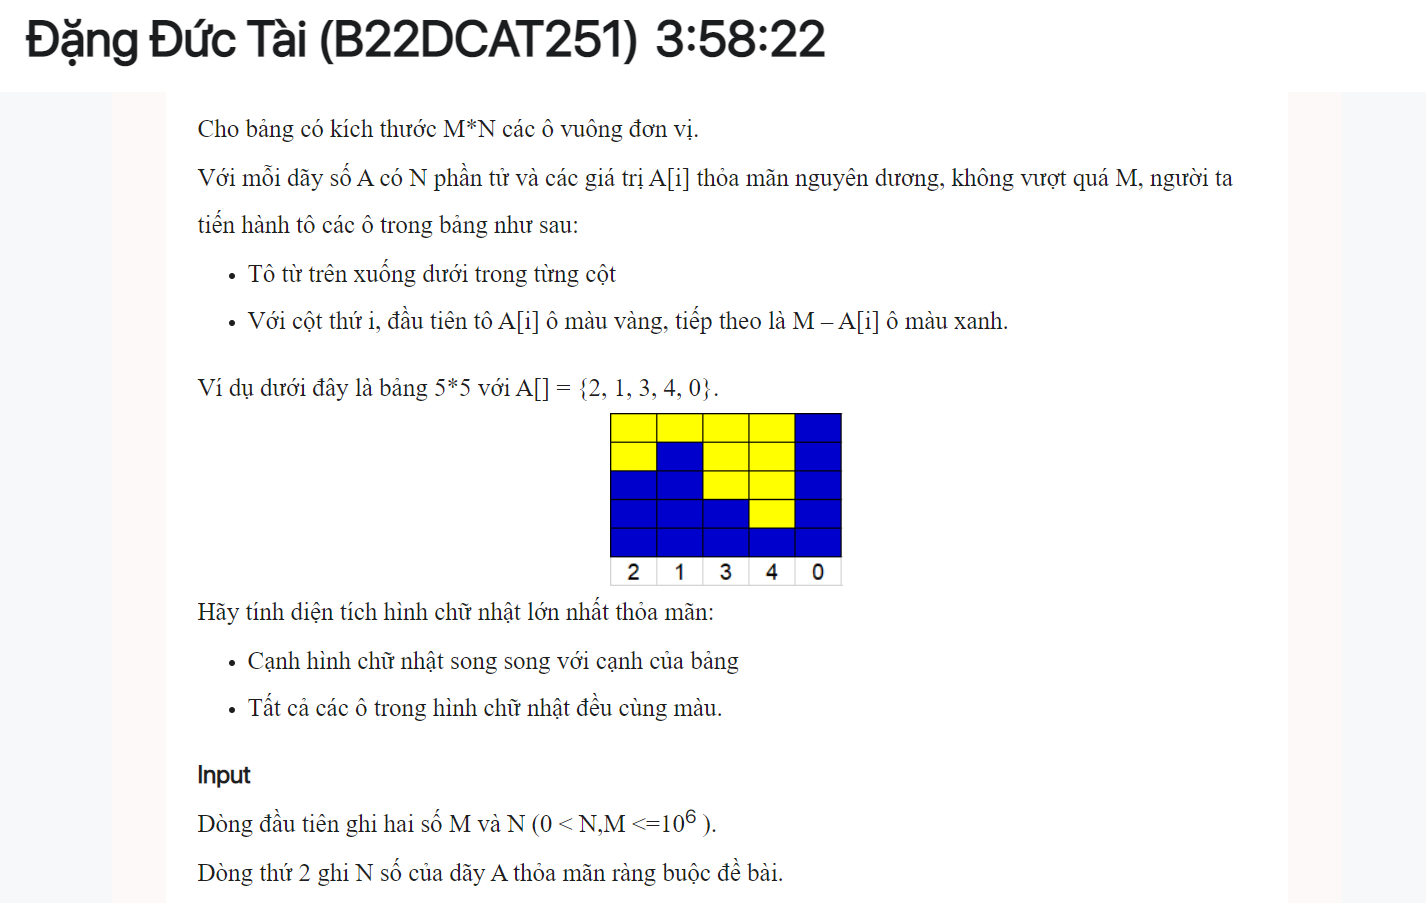 Đặng Đức Tài (B22DCAT251) 3:58:22
Cho bảng có kích thước M*N các ô vuông đơn vị.
Với mỗi dãy số A có N phần tử và các giá trị A[i] thỏa mãn nguyên dương, không vượt quá M, người ta
tiến hành tô các ô trong bảng như sau:
• Tô từ trên xuống dưới trong từng cột
• Với cột thứ i, đầu tiên tô A[i] ô màu vàng, tiếp theo là M – A[i] ô màu xanh.
Ví dụ dưới đây là bảng 5*5 với A[] = {2, 1, 3, 4, 0}.
2 1 3 4 0
Hãy tính diện tích hình chữ nhật lớn nhất thỏa mãn:
• Cạnh hình chữ nhật song song với cạnh của bảng
• Tất cả các ô trong hình chữ nhật đều cùng màu.
Input
Dòng đầu tiên ghi hai số M và N (0 < N,M <=10⁶ ).
Dòng thứ 2 ghi N số của dãy A thỏa mãn ràng buộc đề bài.